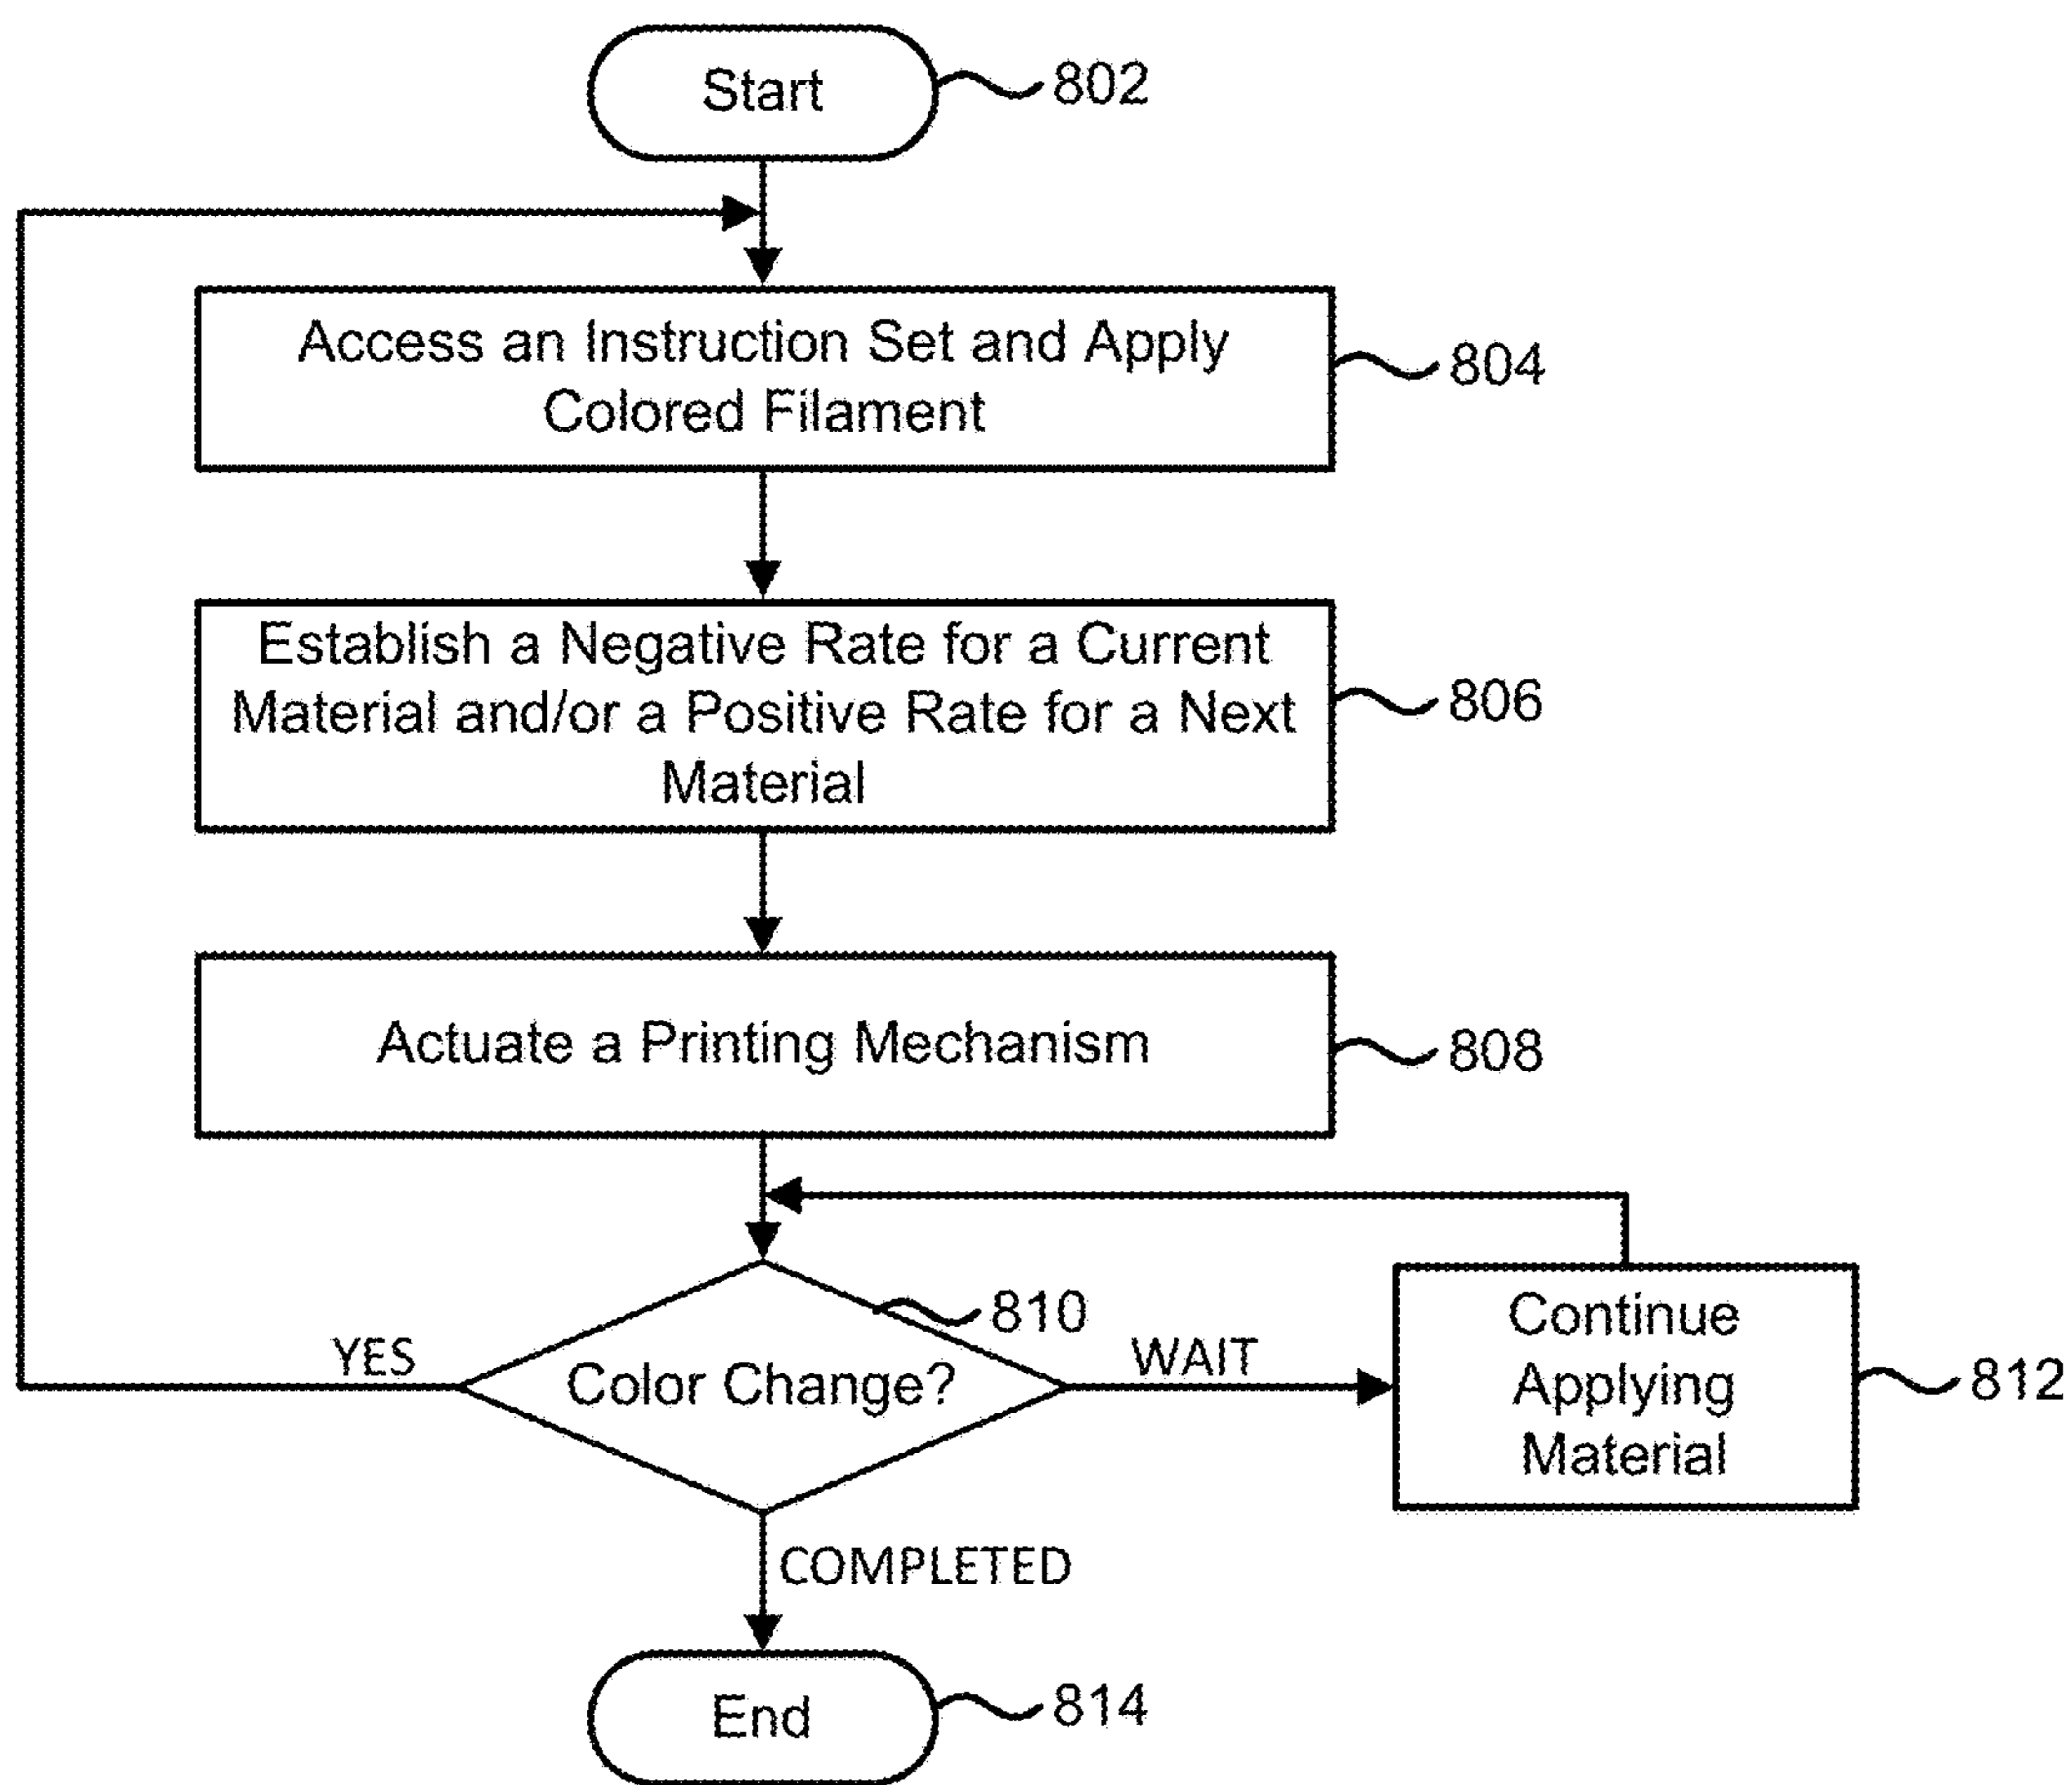 Start
802
Access an Instruction Set and Apply
Colored Filament
804
Establish a Negative Rate for a Current
Material and/or a Positive Rate for a Next
Material
806
Actuate a Printing Mechanism
808
810
YES
Color Change?
WAIT
Continue
Applying
Material
812
COMPLETED
End
814